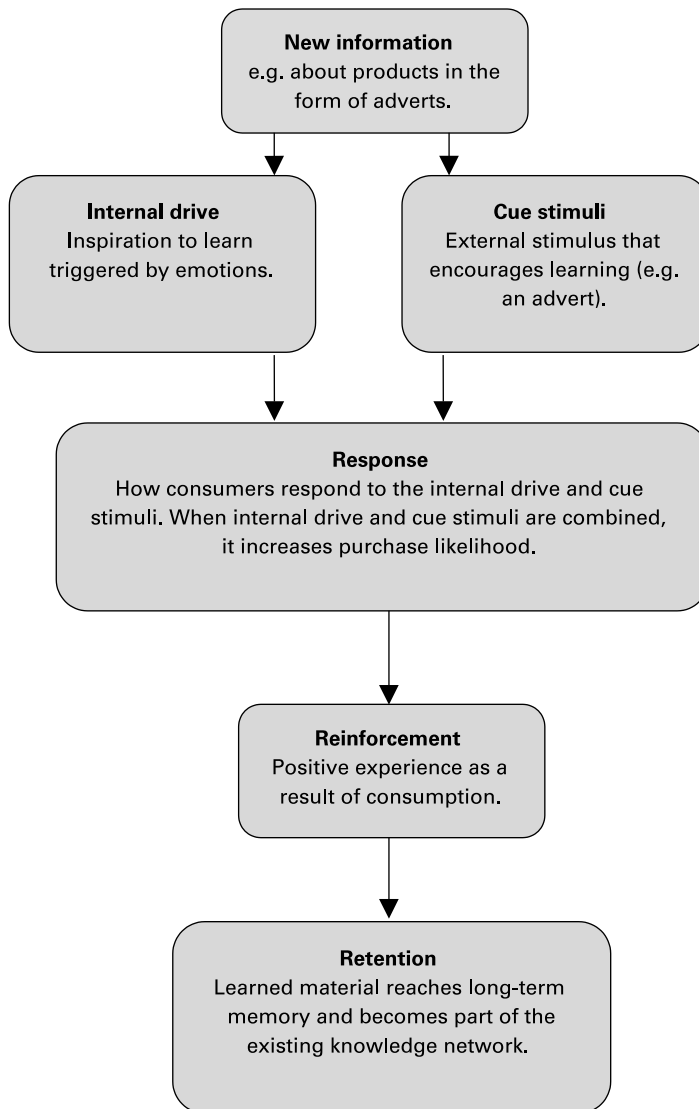 New information
e.g. about products in the
form of adverts.
Internal drive
Inspiration to learn
triggered by emotions.
Cue stimuli
External stimulus that
encourages learning (e.g.
an advert).
Response
How consumers respond to the internal drive and cue
stimuli. When internal drive and cue stimuli are combined,
it increases purchase likelihood.
Reinforcement
Positive experience as a
result of consumption.
Retention
Learned material reaches long-term
memory and becomes part of the
existing knowledge network.